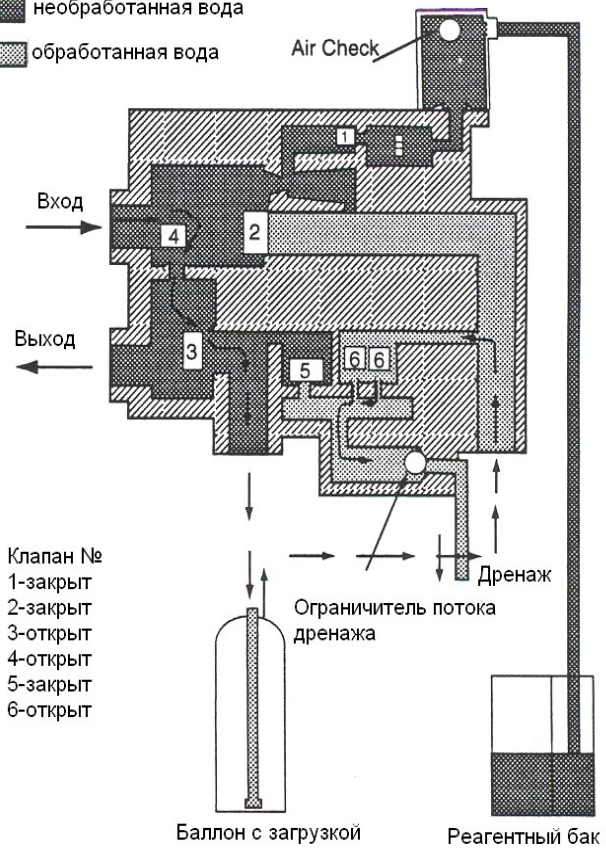 необработанная вода
обработанная вода
Air Check
1
Вход
4
2
Выход
3
5
6 6
Клапан №
1-закрыт
2-закрыт
3-открыт
4-открыт
5-закрыт
6-открыт
Дренаж
Ограничитель потока
дренажа
Баллон с загрузкой
Реагентный бак